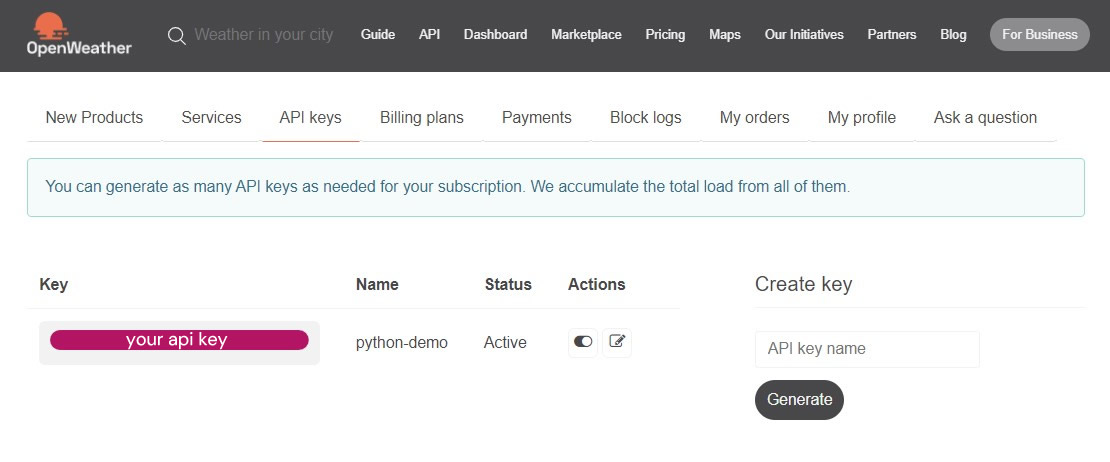 OpenWeather
Weather in your city
Guide API Dashboard Marketplace Pricing Maps Our Initiatives Partners Blog For Business
New Products Services API keys Billing plans Payments Block logs My orders My profile Ask a question
You can generate as many API keys as needed for your subscription. We accumulate the total load from all of them.
Key Name Status Actions
your api key python-demo Active
Create key
API key name
Generate